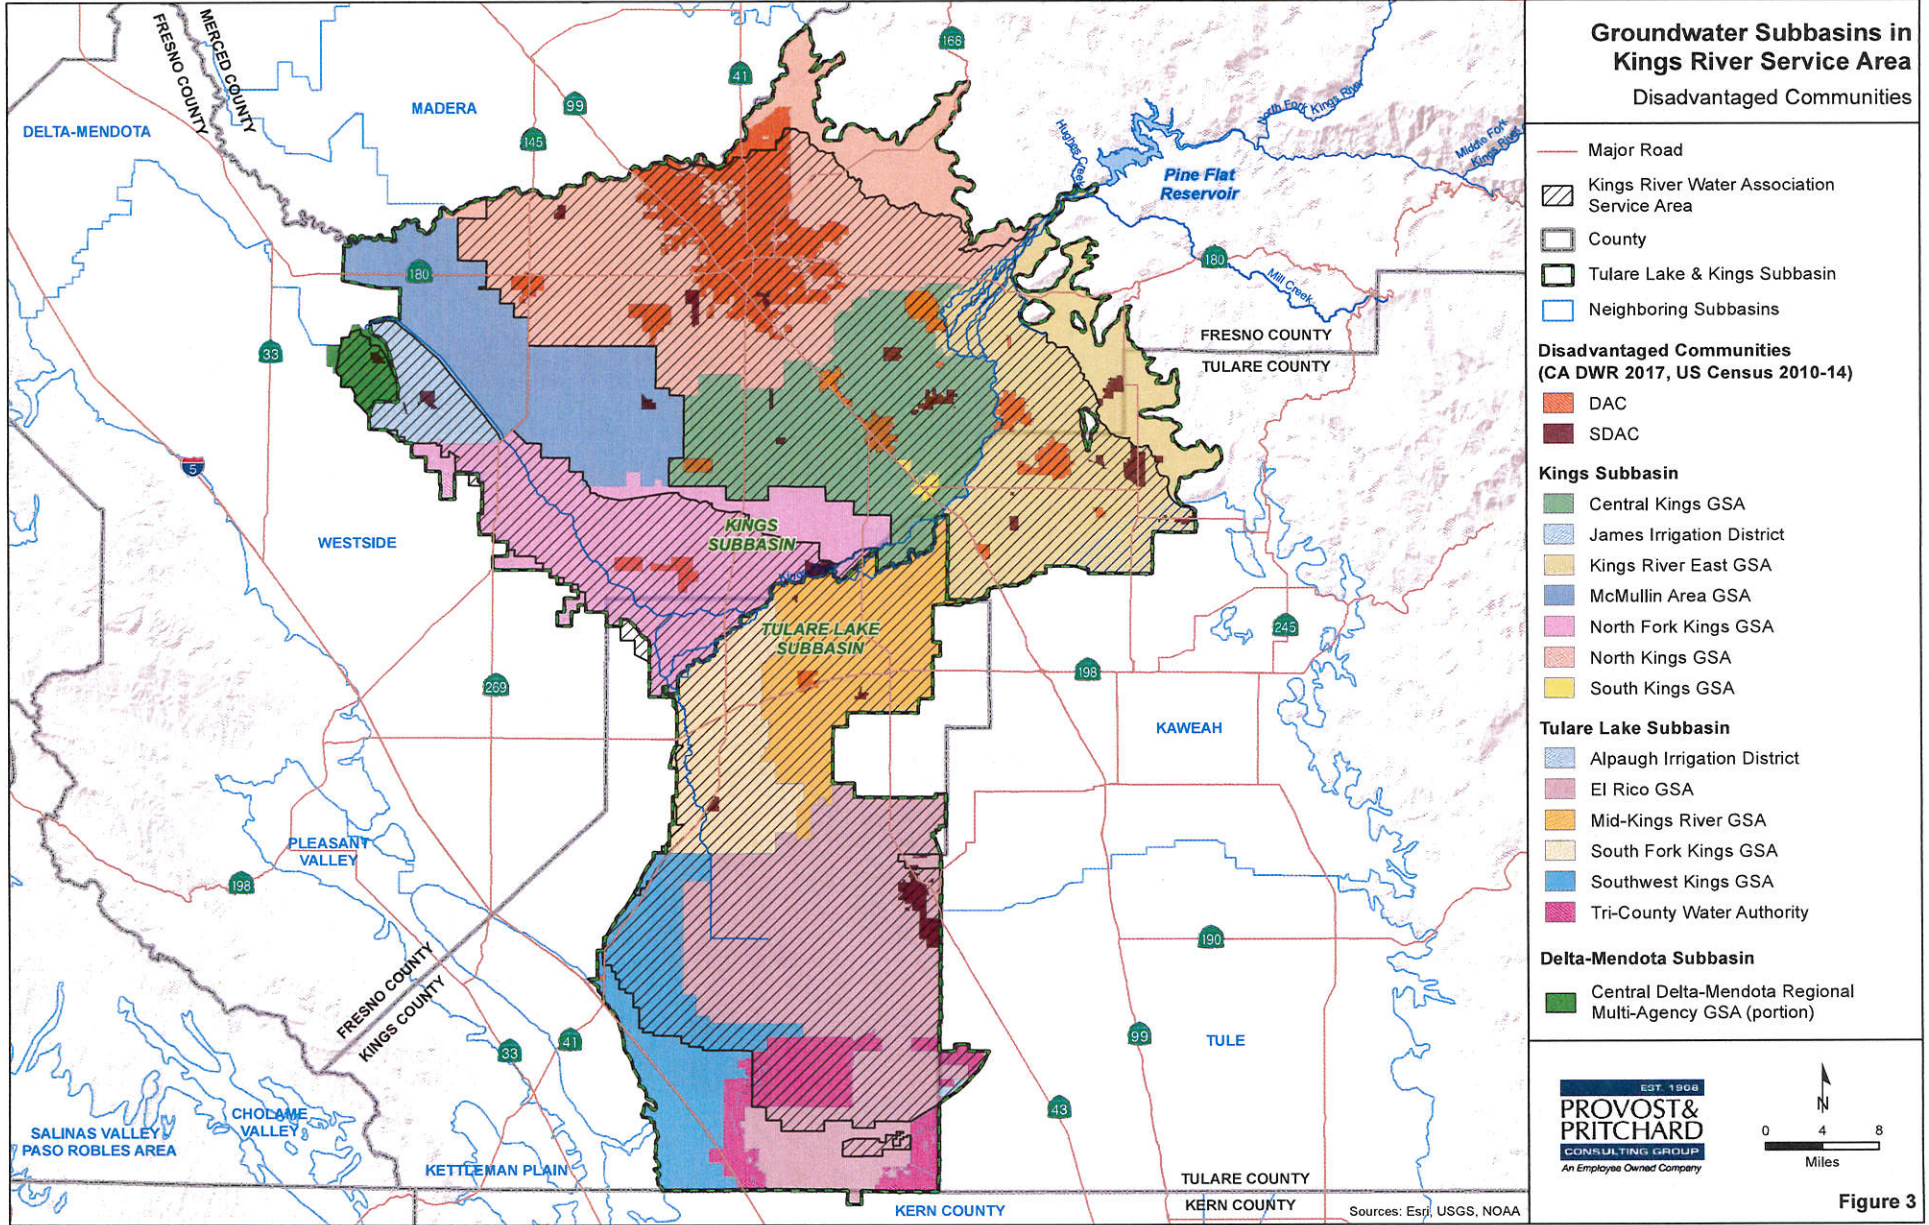 Groundwater Subbasins in
Kings River Service Area
Disadvantaged Communities
Major Road
Kings River Water Association
Service Area
County
Tulare Lake & Kings Subbasin
Neighboring Subbasins
Disadvantaged Communities
(CA DWR 2017, US Census 2010-14)
DAC
SDAC
Kings Subbasin
Central Kings GSA
James Irrigation District
Kings River East GSA
McMullin Area GSA
North Fork Kings GSA
North Kings GSA
South Kings GSA
Tulare Lake Subbasin
Alpaugh Irrigation District
El Rico GSA
Mid-Kings River GSA
South Fork Kings GSA
Southwest Kings GSA
Tri-County Water Authority
Delta-Mendota Subbasin
Central Delta-Mendota Regional
Multi-Agency GSA (portion)
EST. 1968
PROVOST&
PRITCHARD
CONSULTING GROUP
An Employee Owned Company
N
0 4 8
Miles
Figure 3
MERCED COUNTY
FRESNO COUNTY
168
41
MADERA
99
DELTA-MENDOTA
145
North Fork Kings River
Middle Fork
Kings River
Hughes Creek
Pine Flat
Reservoir
180
180
Mill Creek
FRESNO COUNTY
TULARE COUNTY
33
5
WESTSIDE
KINGS
SUBBASIN
Kings
TULARE LAKE
SUBBASIN
245
198
269
KAWEAH
PLEASANT
VALLEY
198
190
FRESNO COUNTY
KINGS COUNTY
33
41
99
TULE
43
CHOLAME
VALLEY
SALINAS VALLEY
PASO ROBLES AREA
KETTLEMAN PLAIN
TULARE COUNTY
KERN COUNTY
KERN COUNTY
Sources: Esri, USGS, NOAA